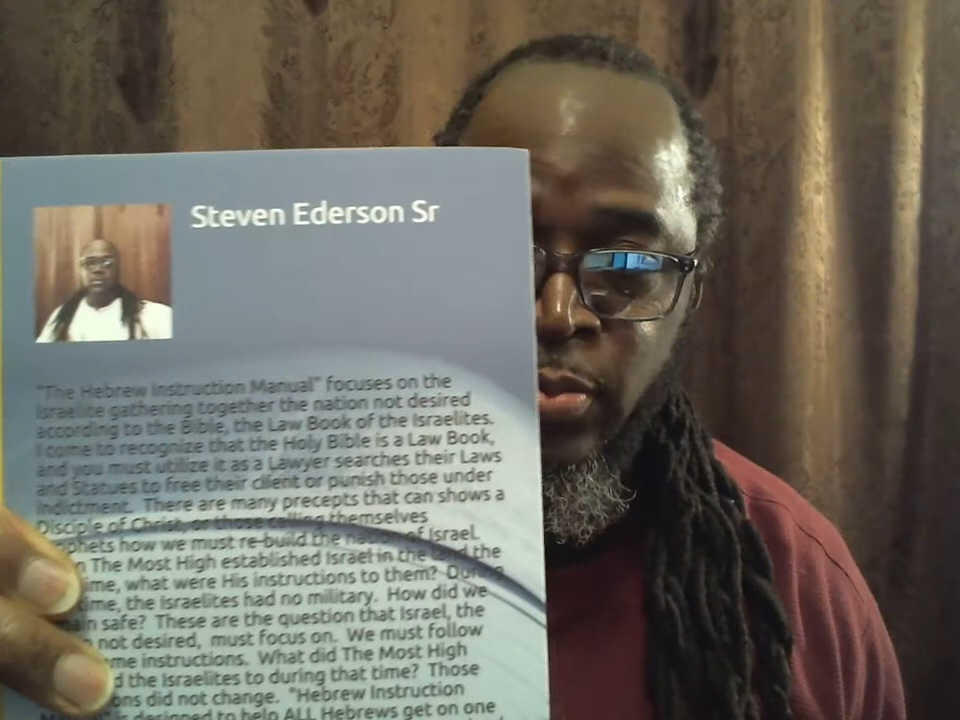 Steven Ederson Sr
"The Hebrew Instruction Manual" focuses on the
Israelite gathering together the nation not desired
according to the Bible, the Law Book of the Israelites.
I come to recognize that the Holy Bible is a Law Book,
and you must utilize it as a Lawyer searches their Laws
and Statues to free their client or punish those under
indictment. There are many precepts that can shows a
Disciple of Christ, or those calling themselves
phets how we must re-build the nation of Israel.
n The Most High established Israel in the land the
ime, what were His instructions to them? During
time, the Israelites had no military. How did we
ain safe? These are the question that Israel, the
n not desired, must focus on. We must follow
me instructions. What did The Most High
d the Israelites to during that time? Those
ons did not change. "Hebrew Instruction
is designed to help ALL Hebrews get on one